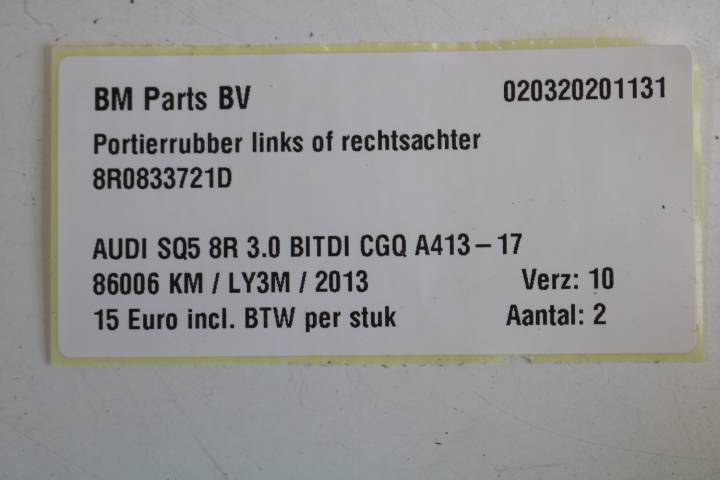 BM Parts BV 020320201131
Portierrubber links of rechtsachter
8R0833721D
AUDI SQ5 8R 3.0 BITDI CGQ A413-17
86006 KM / LY3M / 2013 Verz: 10
15 Euro incl. BTW per stuk Aantal: 2